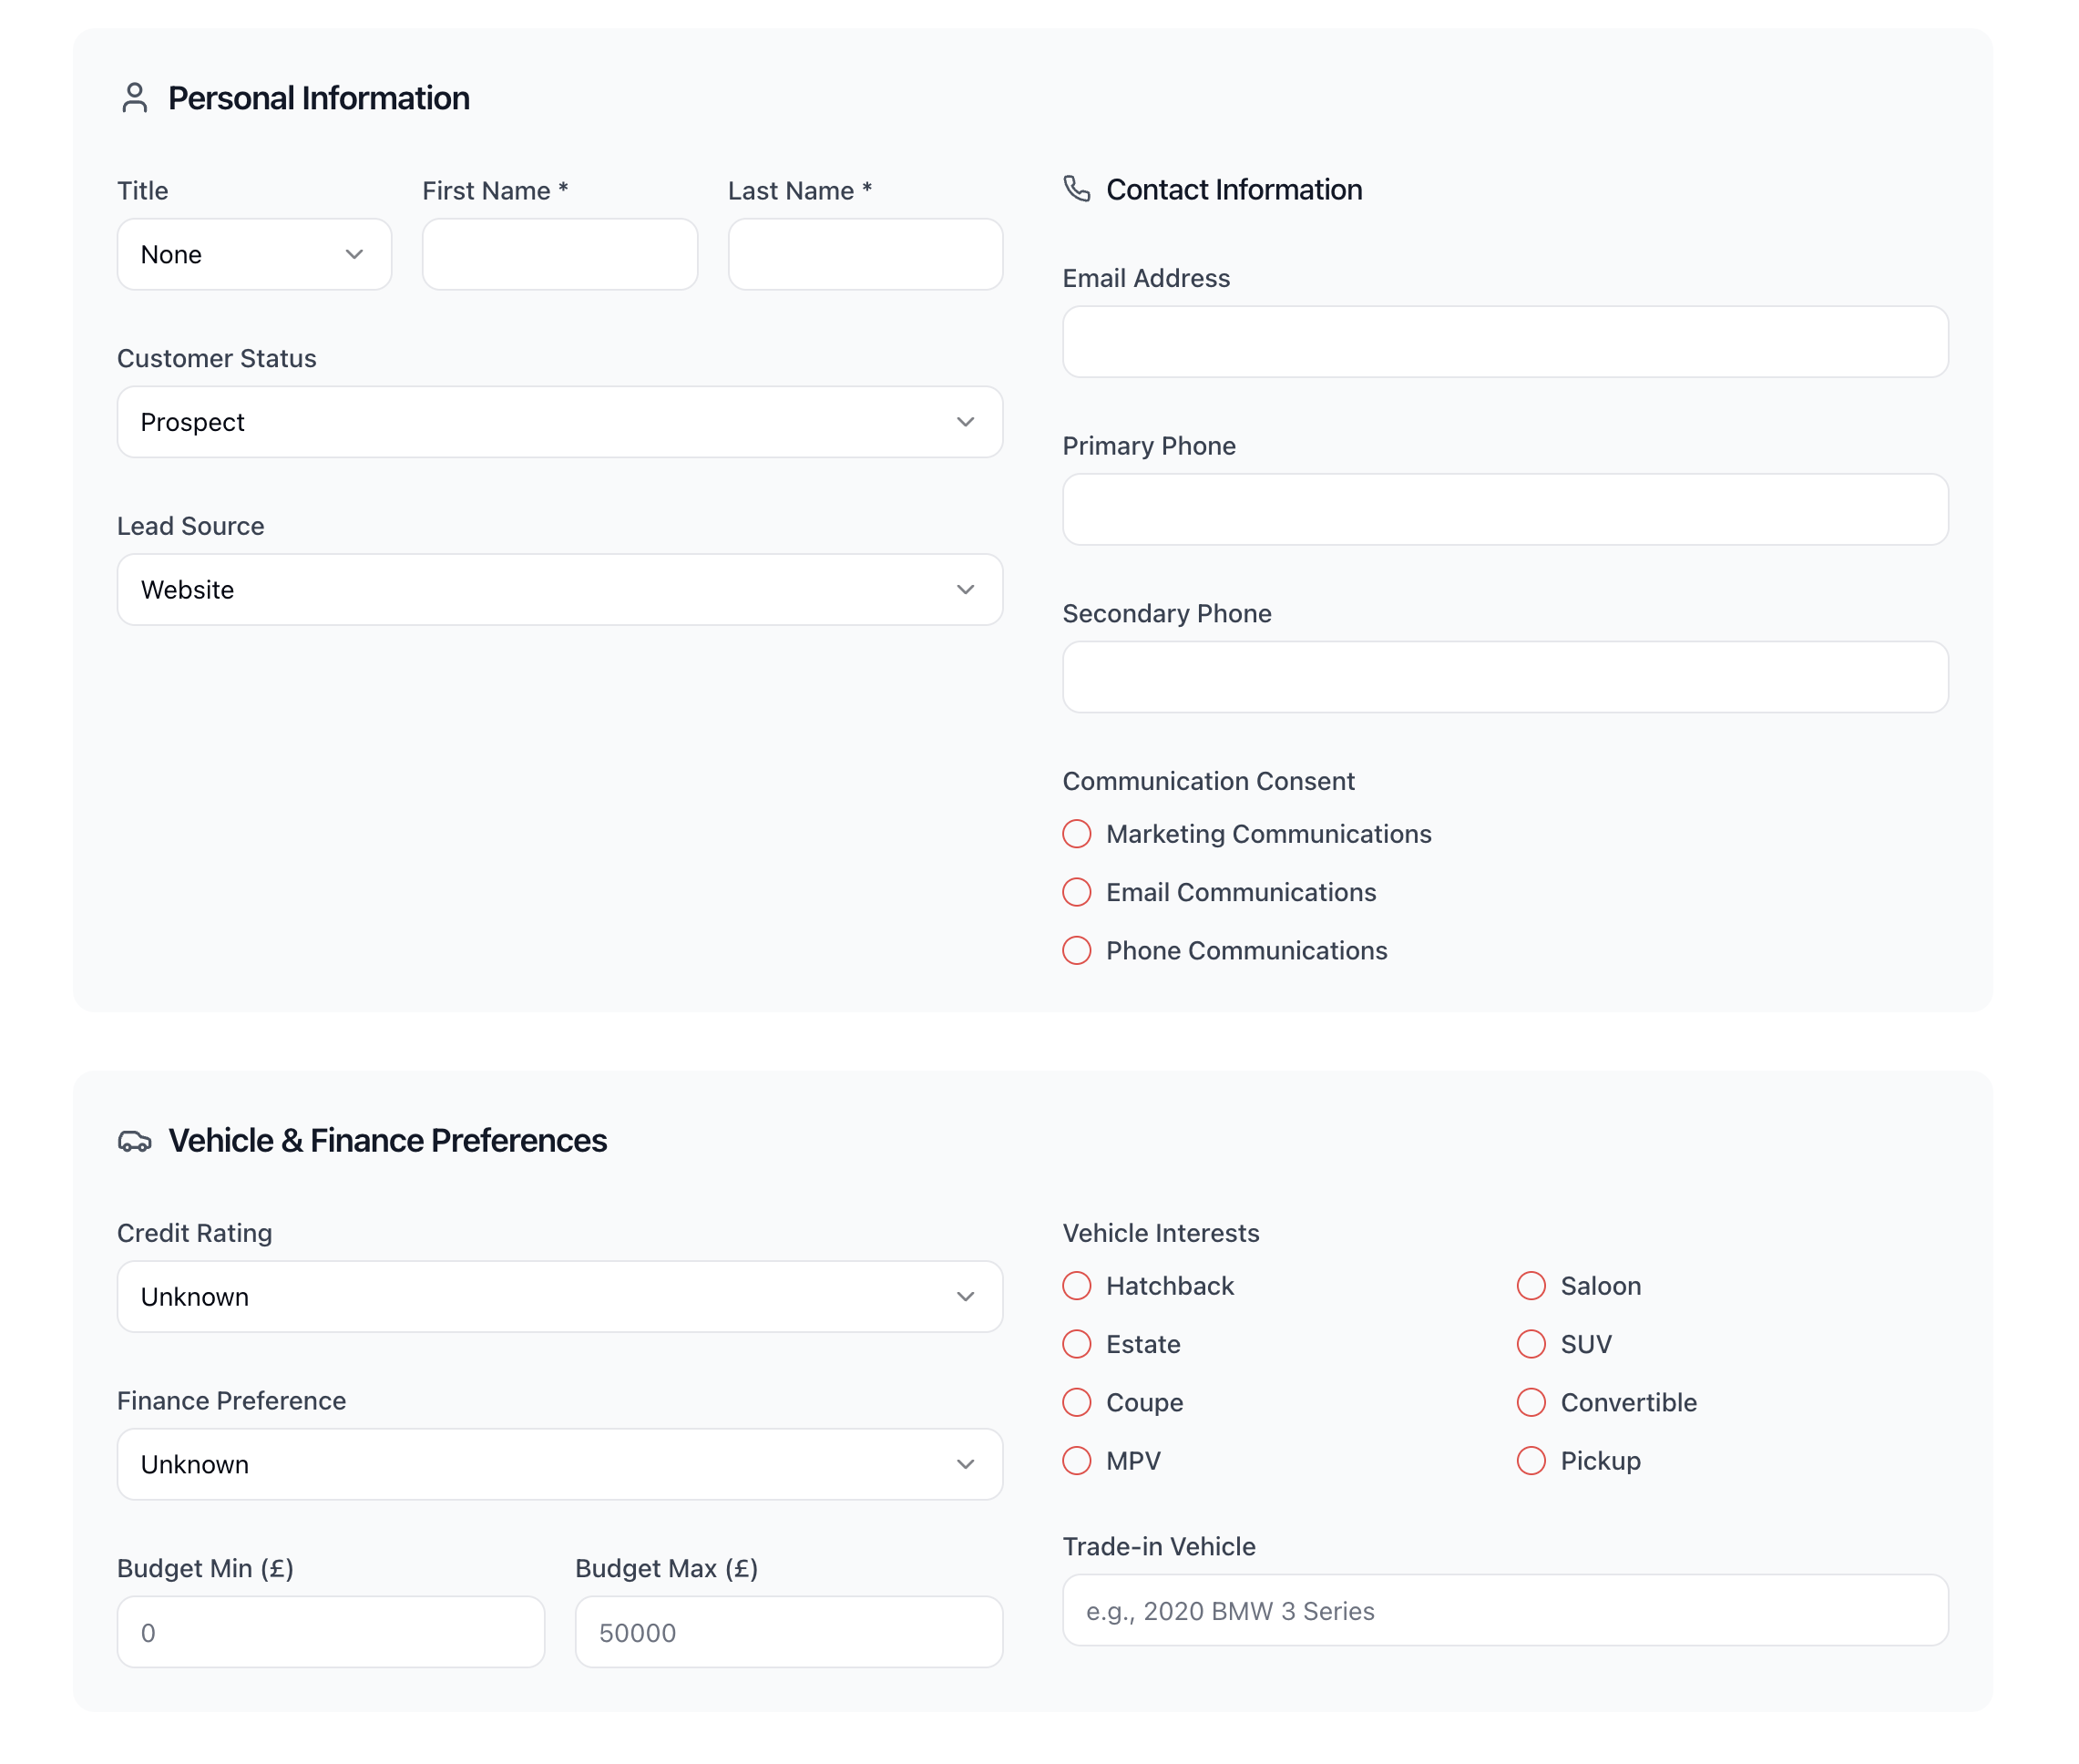 Personal Information
Title
First Name *
Last Name *
None
Customer Status
Prospect
Lead Source
Website
Contact Information
Email Address
Primary Phone
Secondary Phone
Communication Consent
Marketing Communications
Email Communications
Phone Communications
Vehicle & Finance Preferences
Credit Rating
Unknown
Finance Preference
Unknown
Budget Min (£)
Budget Max (£)
0
50000
Vehicle Interests
Hatchback
Saloon
Estate
SUV
Coupe
Convertible
MPV
Pickup
Trade-in Vehicle
e.g., 2020 BMW 3 Series